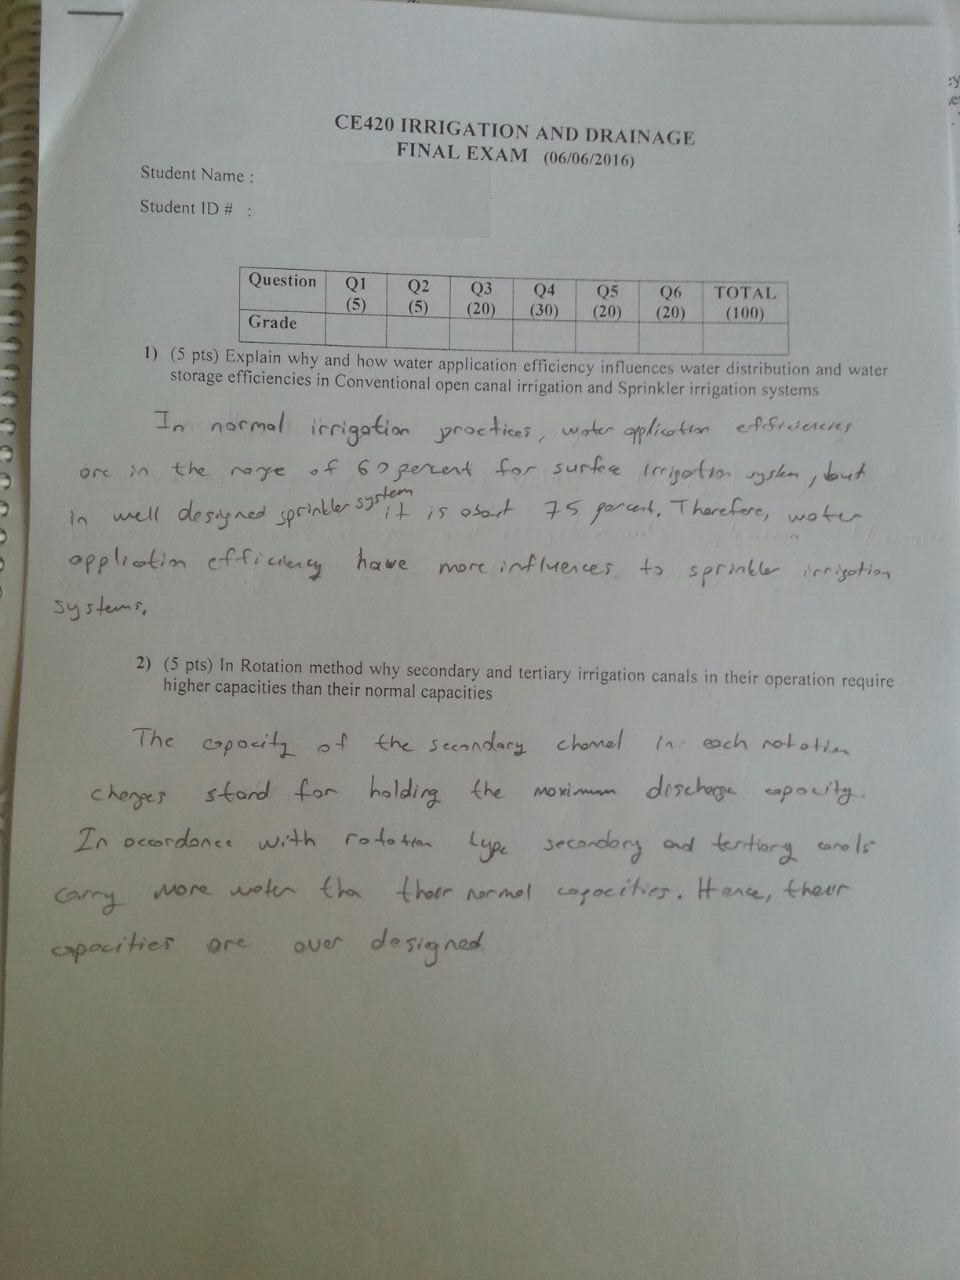 CE420 IRRIGATION AND DRAINAGE
FINAL EXAM (06/06/2016)
Student Name :
Student ID # :
Question Q1 (5) Q2 (5) Q3 (20) Q4 (30) Q5 (20) Q6 (20) TOTAL (100)
Grade
1) (5 pts) Explain why and how water application efficiency influences water distribution and water
storage efficiencies in Conventional open canal irrigation and Sprinkler irrigation systems
In normal irrigation practices, water application efficiencies
are in the range of 60 percent for surface irrigation system, but
in well designed sprinkler system it is about 75 percent. Therefore, water
application efficiency have more influences to sprinkler irrigation
systems.
2) (5 pts) In Rotation method why secondary and tertiary irrigation canals in their operation require
higher capacities than their normal capacities
The capacity of the secondary channel in each rotation
charges stand for holding the maximum discharge capacity.
In accordance with rotation type secondary and tertiary canals
carry more water than their normal capacities. Hence, their
capacities are over designed.